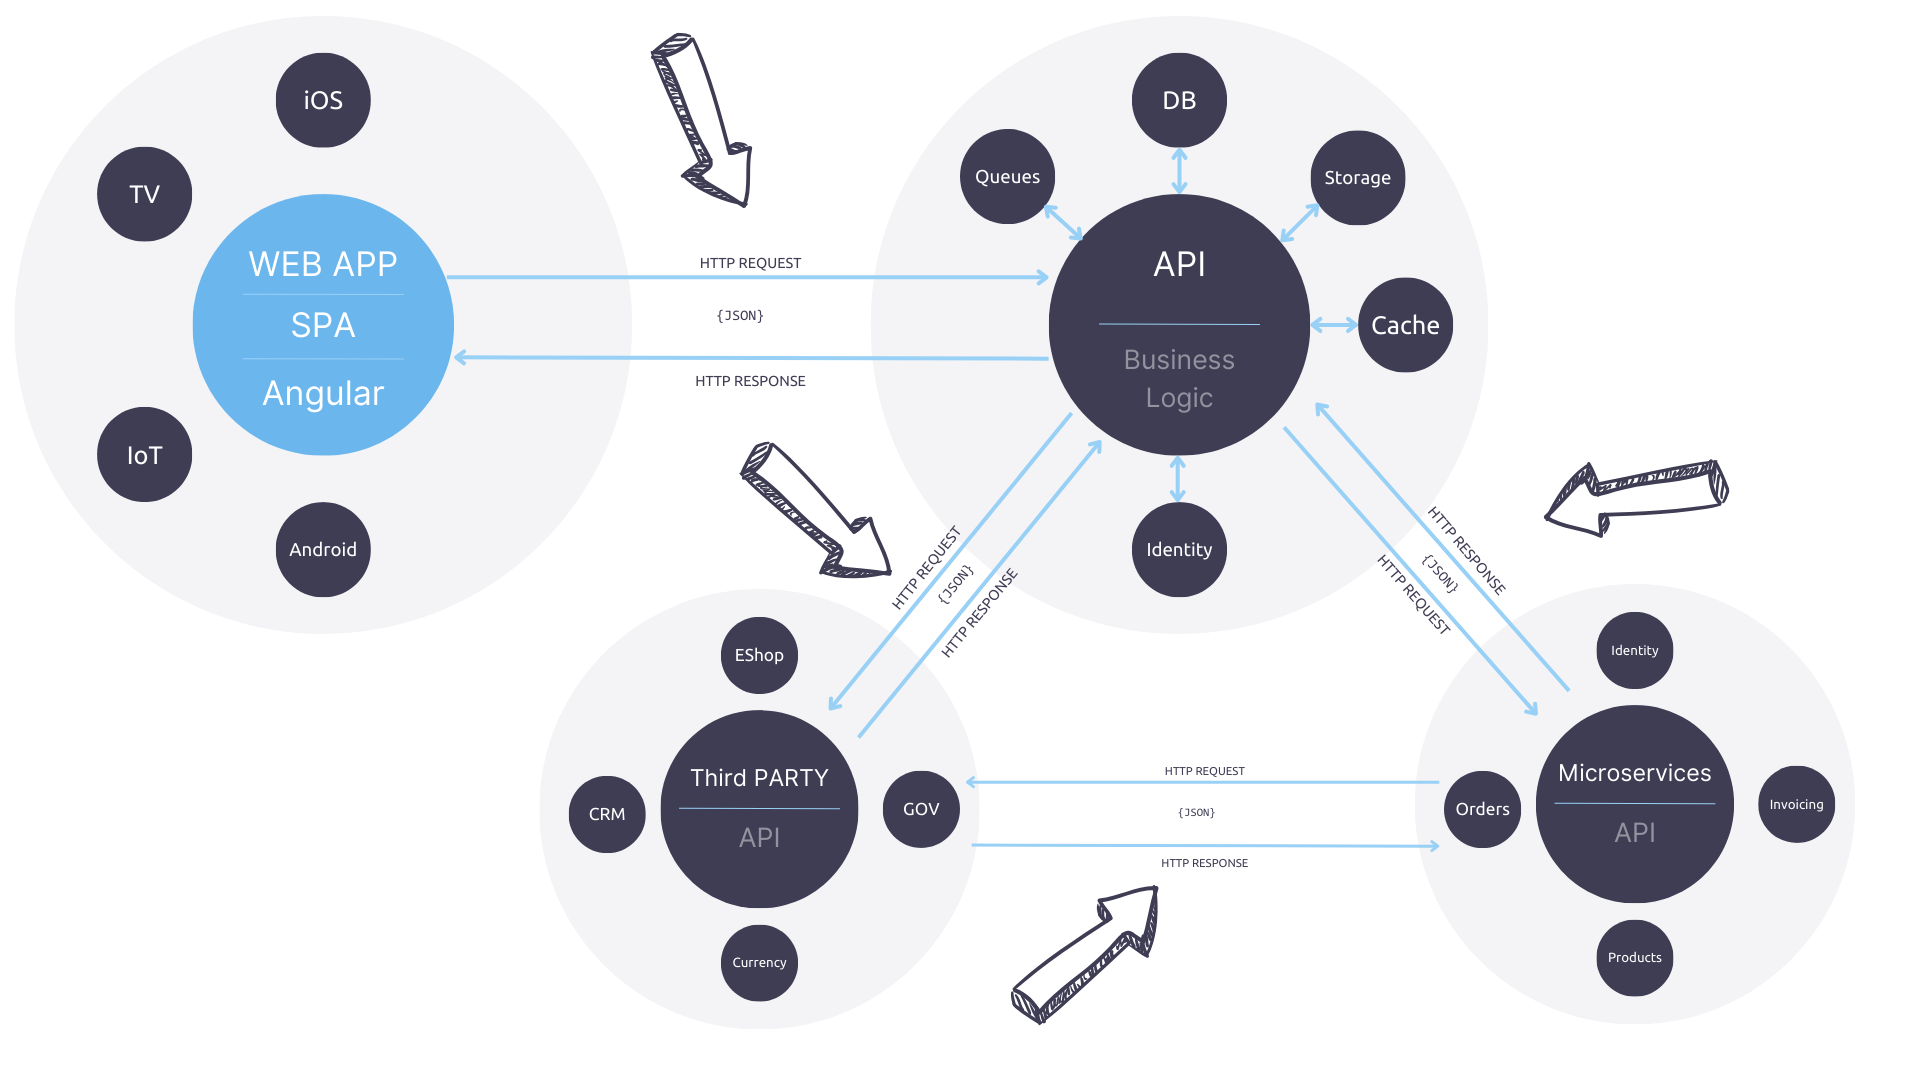 iOS
TV
WEB APP
SPA
Angular
IoT
Android
HTTP REQUEST
{JSON}
HTTP RESPONSE
DB
Queues
Storage
API
Cache
Business
Logic
Identity
HTTP REQUEST
{JSON}
HTTP RESPONSE
HTTP RESPONSE
{JSON}
HTTP REQUEST
EShop
CRM
Third PARTY
API
GOV
Currency
HTTP REQUEST
{JSON}
HTTP RESPONSE
Identity
Orders
Microservices
API
Invoicing
Products